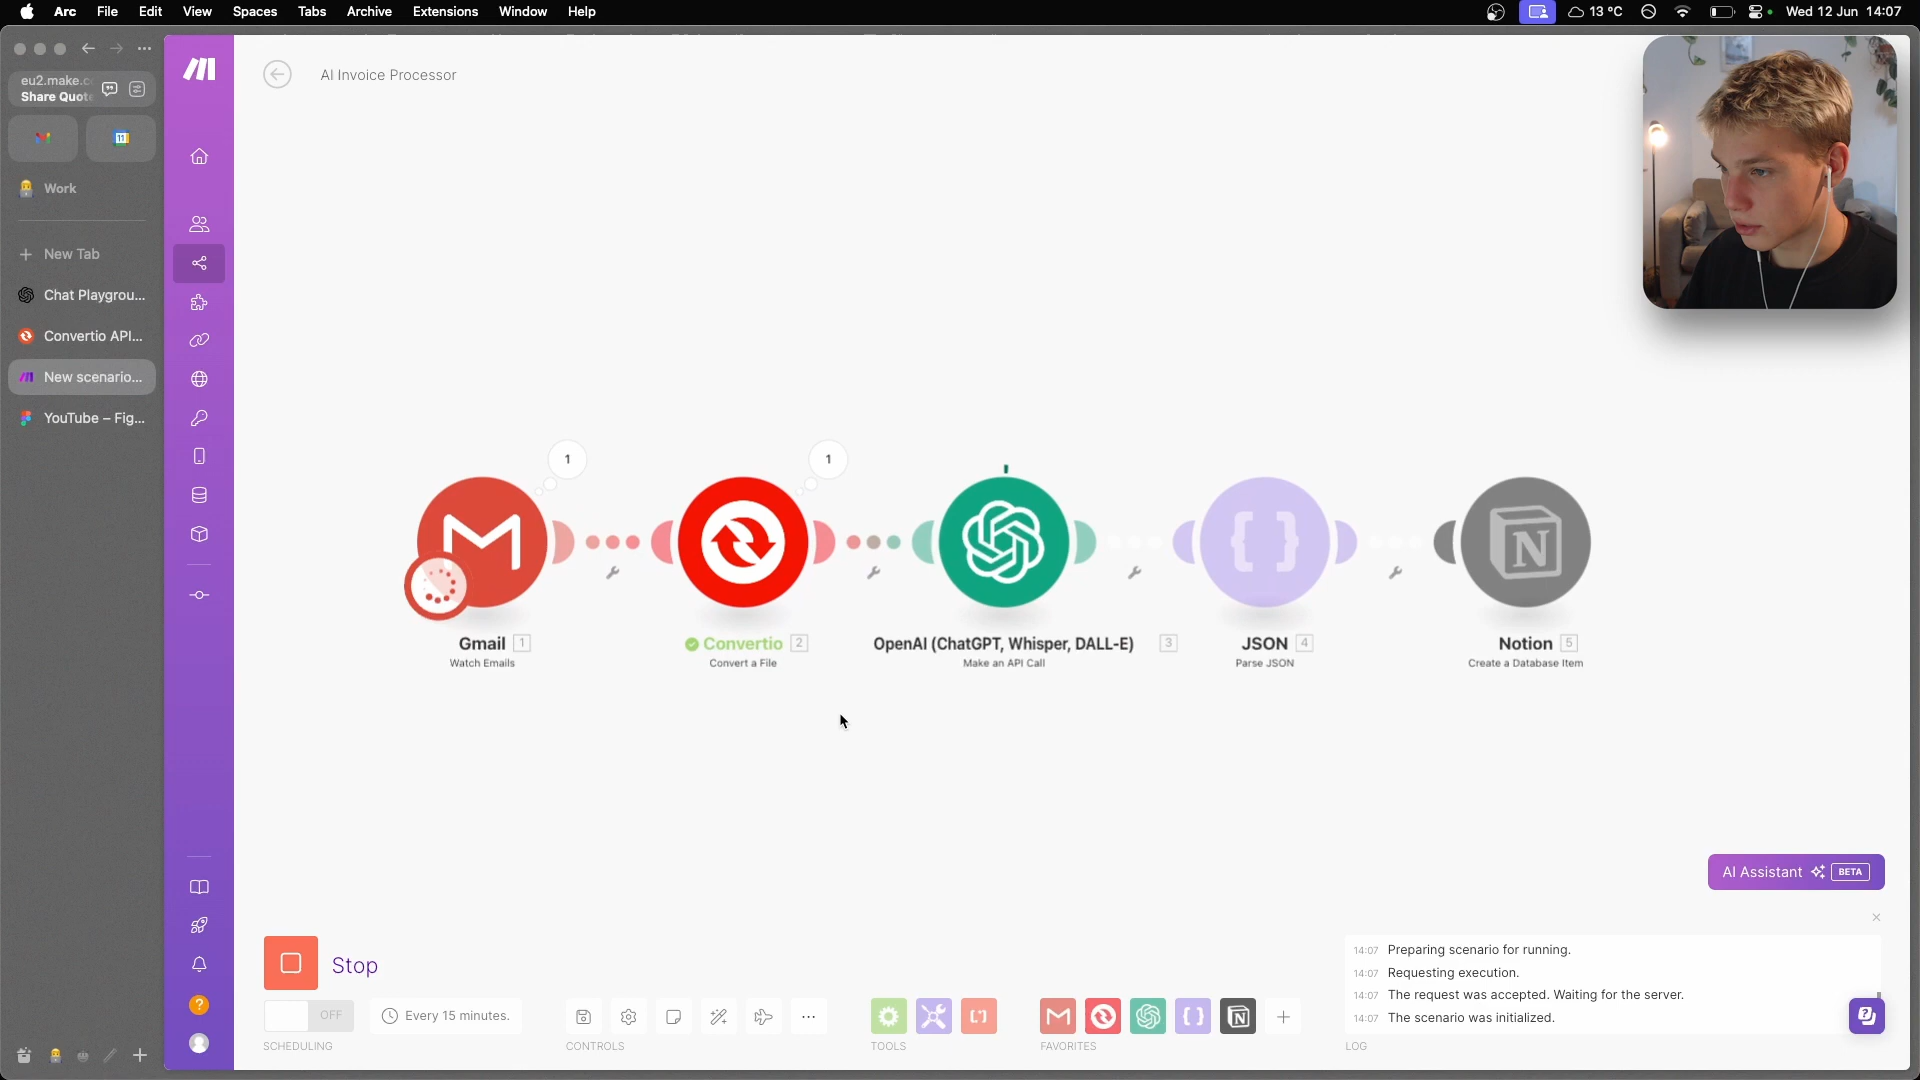 Arc File Edit View Spaces Tabs Archive Extensions Window Help
13 °C
Wed 12 Jun 14:07
eu2.make.c
Share Quot
11
Work
New Tab
Chat Playgrou...
Convertio API...
New scenario...
YouTube – Fig...
AI Invoice Processor
1
1
Gmail 1
Watch Emails
Convertio 2
Convert a File
OpenAI (ChatGPT, Whisper, DALL-E) 3
Make an API Call
JSON 4
Parse JSON
Notion 5
Create a Database Item
AI Assistant BETA
Stop
OFF
Every 15 minutes.
SCHEDULING
CONTROLS
TOOLS
FAVORITES
LOG
14:07 Preparing scenario for running.
14:07 Requesting execution.
14:07 The request was accepted. Waiting for the server.
14:07 The scenario was initialized.